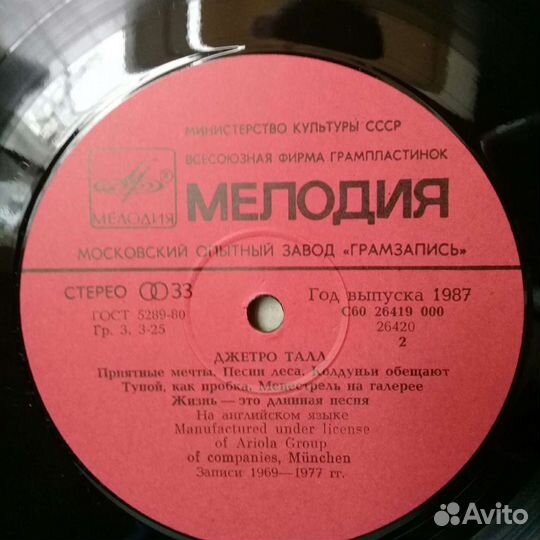 МИНИСТЕРСТВО КУЛЬТУРЫ СССР
ВСЕСОЮЗНАЯ ФИРМА ГРАМПЛАСТИНОК
® МЕЛОДИЯ
МЕЛОДИЯ
МОСКОВСКИЙ ОПЫТНЫЙ ЗАВОД «ГРАМЗАПИСЬ»
СТЕРЕО 33
Год выпуска 1987
ГОСТ 5289-80
С60 26419 000
Гр. 3. 3-25
26420
2
ДЖЕТРО ТАЛЛ
Приятные мечты. Песни леса. Колдуньи обещают
Тупой, как пробка. Менестрель на галерее
Жизнь — это длинная песня
На английском языке
Manufactured under license
of Ariola Group
of companies, München
Записи 1969—1977 гг.
Avito